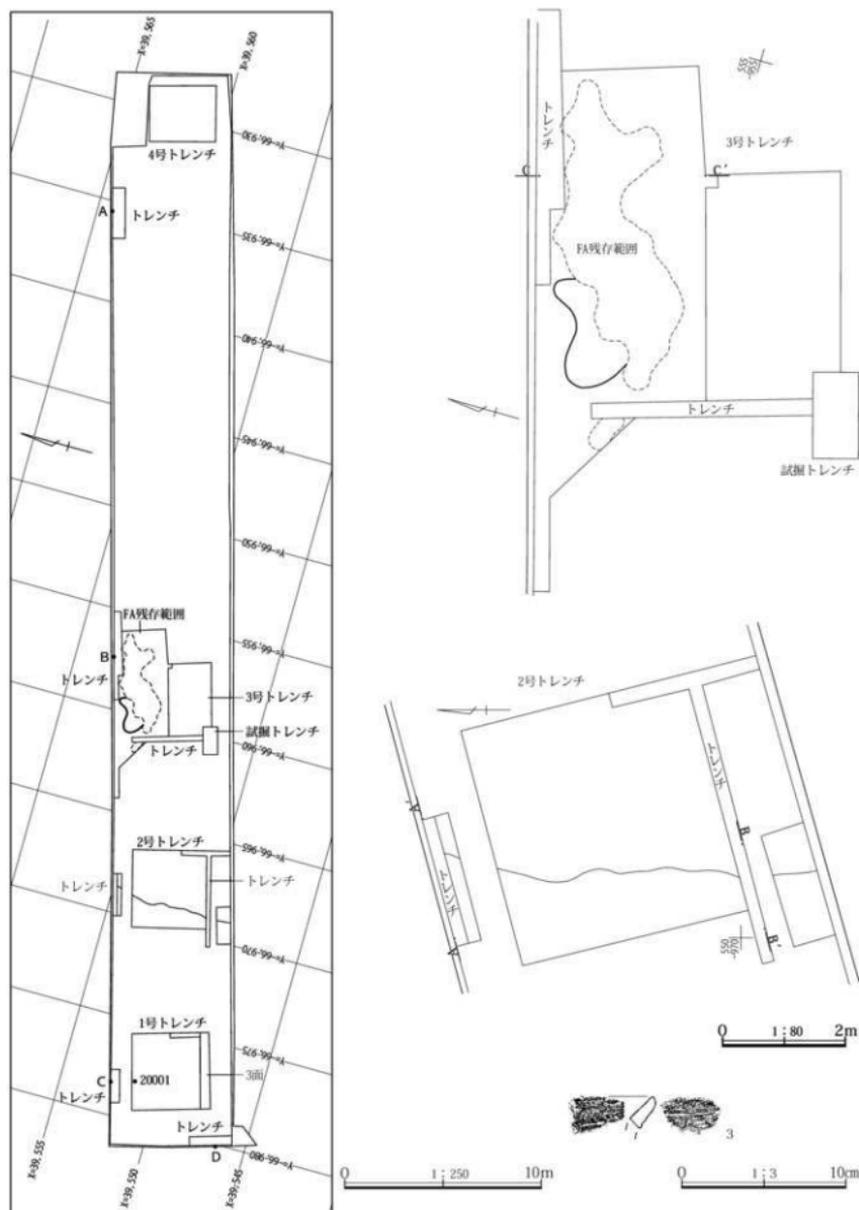 X=39.565
X=39.560
Y=-66.930
4号トレンチ
A
トレンチ
Y=-66.935
Y=-66.940
Y=-66.945
Y=-66.950
FA残存範囲
Y=-66.955
B
トレンチ
3号トレンチ
試掘トレンチ
トレンチ
Y=-66.960
2号トレンチ
Y=-66.965
トレンチ
トレンチ
Y=-66.970
1号トレンチ
Y=-66.975
3面
C
20001
トレンチ
トレンチ
D
Y=-66.980
X=39.555
X=39.550
X=39.545
555
-955
トレンチ
3号トレンチ
C
C'
FA残存範囲
トレンチ
試掘トレンチ
2号トレンチ
トレンチ
A'
B
トレンチ
A
550
-970
B'
0 1:80 2m
3
0 1:250 10m
0 1:3 10cm